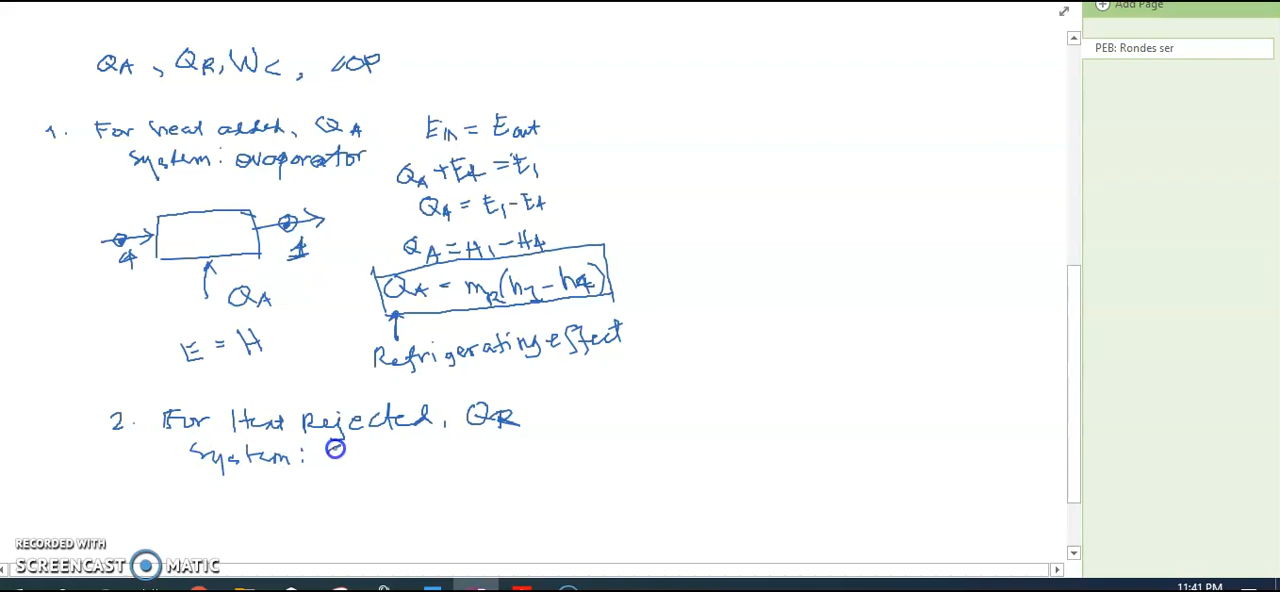 Add Page
PEB: Rondes ser
QA, QR, WC, COP
1. For heat added, QA
System: evaporator
4
1
QA
E = H
Ein = Eout
QA + E4 = E1
QA = E1 - E4
QA = H1 - H4
QA = mR(h1 - h4)
Refrigerating effect
2. For Heat Rejected, QR
System:
RECORDED WITH
SCREENCAST MATIC
11:41 PM